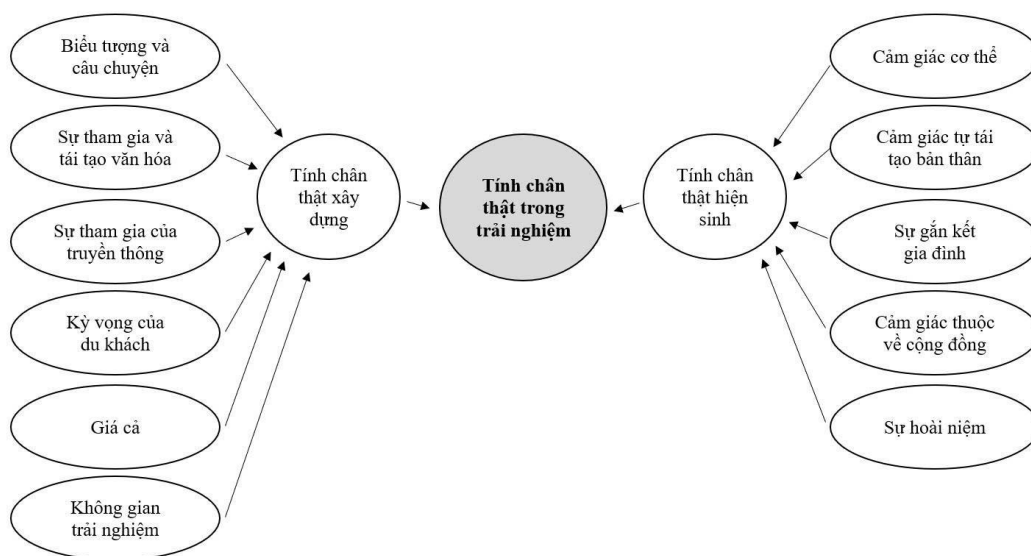 Biểu tượng và
câu chuyện
Sự tham gia và
tái tạo văn hóa
Sự tham gia của
truyền thông
Kỳ vọng của
du khách
Giá cả
Không gian
trải nghiệm
Tính chân
thật xây
dựng
Tính chân
thật trong
trải nghiệm
Tính chân
thật hiện
sinh
Cảm giác cơ thể
Cảm giác tự tái
tạo bản thân
Sự gắn kết
gia đình
Cảm giác thuộc
về cộng đồng
Sự hoài niệm